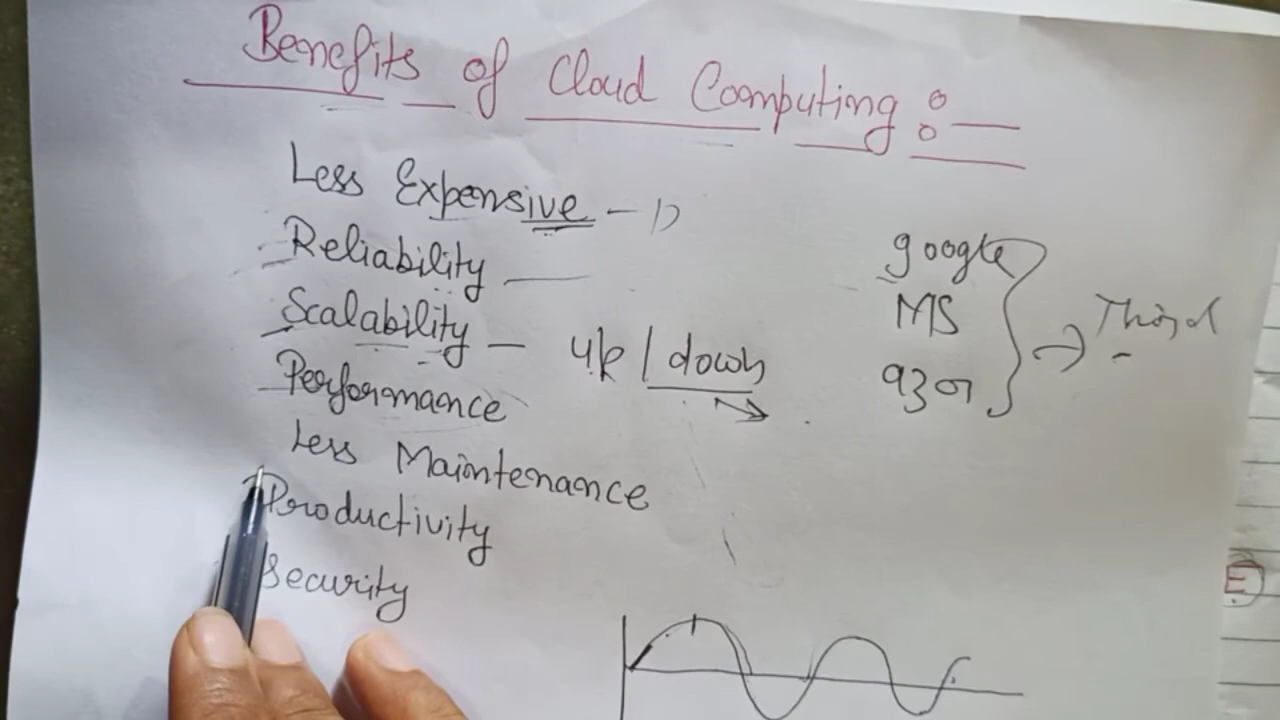 Benefits of Cloud Computing :-
Less Expensive -
Reliability
Scalability - up / down
Performance
Less Maintenance
Productivity
Security
google
MS
Third
E